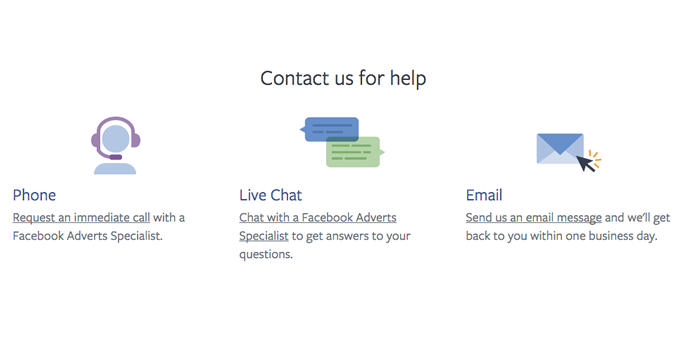 Contact us for help
Phone
Request an immediate call with a
Facebook Adverts Specialist.
Live Chat
Chat with a Facebook Adverts
Specialist to get answers to your
questions.
Email
Send us an email message and we'll get
back to you within one business day.